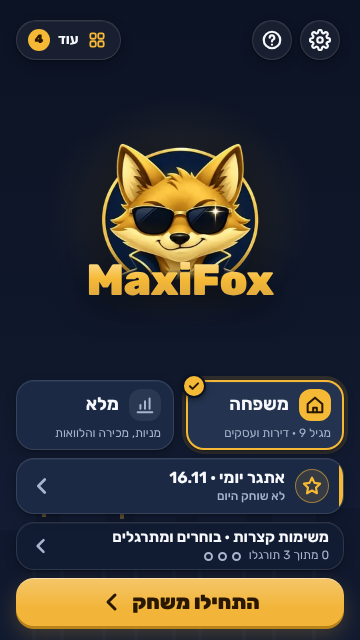 עוד 4
MaxiFox
משפחה
מגיל 9 • דירות ועסקים
מלא
מניות, מכירה והלוואות
אתגר יומי • 16.11
לא שוחק היום
משימות קצרות • בוחרים ומתרגלים
0 מתוך 3 תורגלו
התחילו משחק